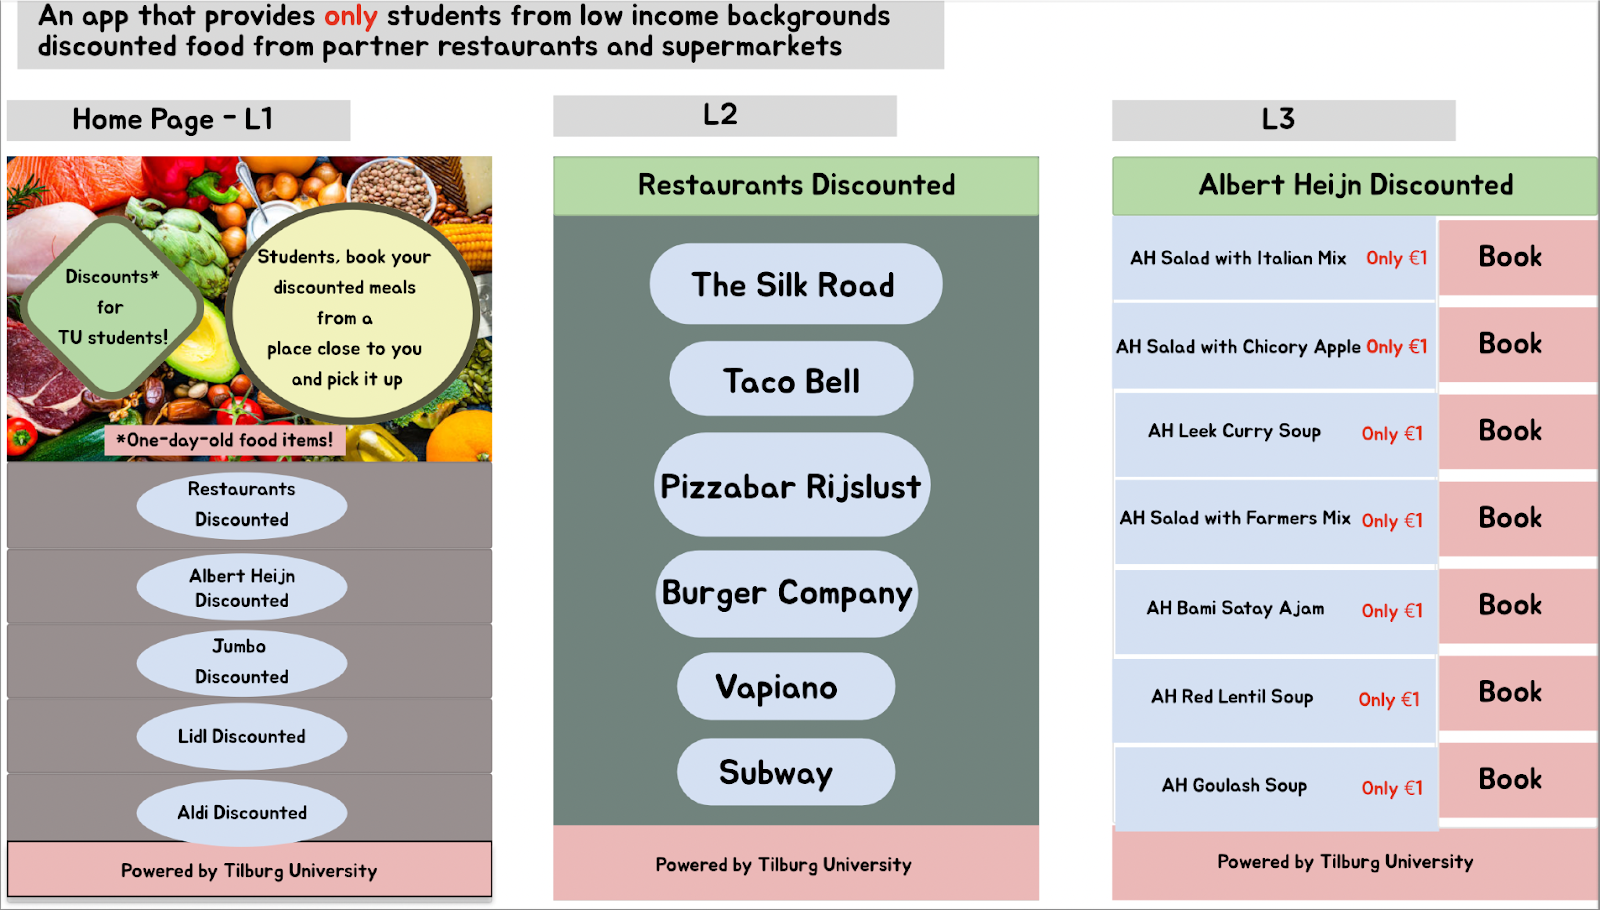 An app that provides only students from low income backgrounds
discounted food from partner restaurants and supermarkets
Home Page - L1
Discounts*
for
TU students!
Students, book your
discounted meals
from a
place close to you
and pick it up
*One-day-old food items!
Restaurants
Discounted
Albert Heijn
Discounted
Jumbo
Discounted
Lidl Discounted
Aldi Discounted
Powered by Tilburg University
L2
Restaurants Discounted
The Silk Road
Taco Bell
Pizzabar Rijslust
Burger Company
Vapiano
Subway
Powered by Tilburg University
L3
Albert Heijn Discounted
AH Salad with Italian Mix Only €1 Book
AH Salad with Chicory Apple Only €1 Book
AH Leek Curry Soup Only €1 Book
AH Salad with Farmers Mix Only €1 Book
AH Bami Satay Ajam Only €1 Book
AH Red Lentil Soup Only €1 Book
AH Goulash Soup Only €1 Book
Powered by Tilburg University